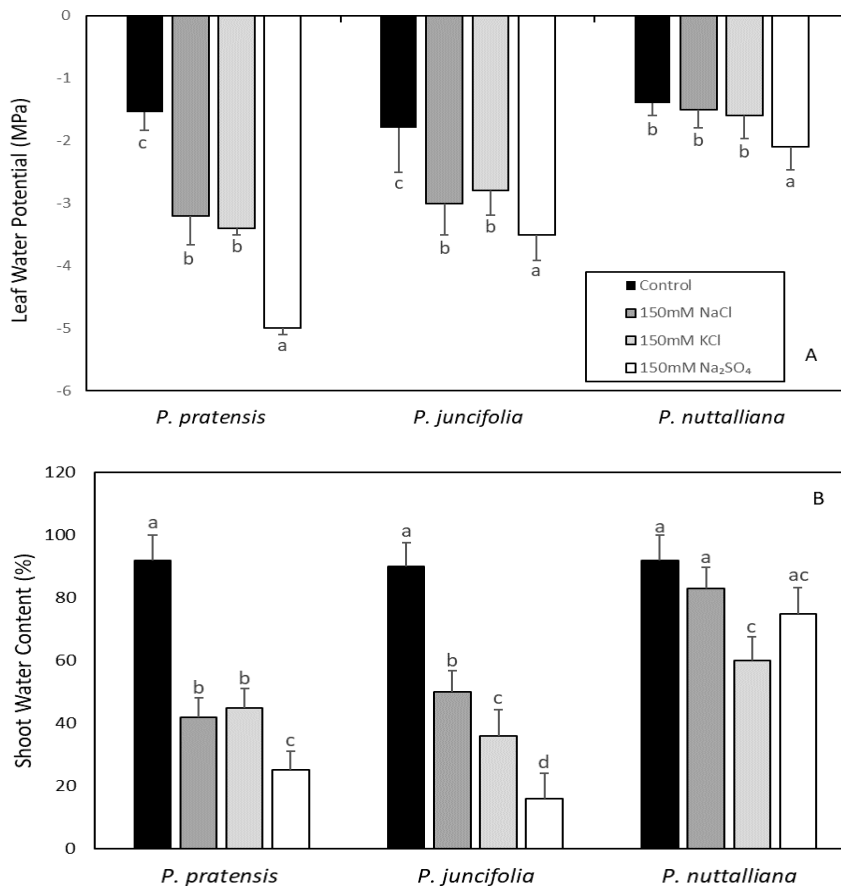 0
-1
-2
-3
-4
-5
-6
Leaf Water Potential (MPa)
c
b
b
a
c
b
b
a
b
b
b
a
Control
150mM NaCl
150mM KCl
150mM Na₂SO₄
A
P. pratensis
P. juncifolia
P. nuttalliana
120
100
80
60
40
20
0
Shoot Water Content (%)
B
a
b
b
c
a
b
c
d
a
a
c
ac
P. pratensis
P. juncifolia
P. nuttalliana